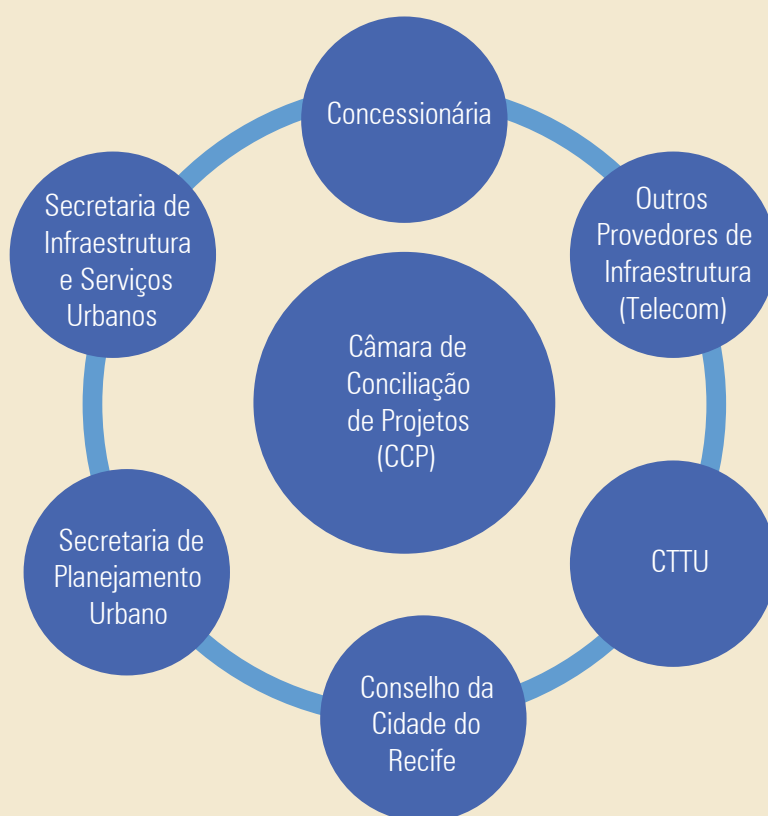 Concessionária
Secretaria de
Infraestrutura
e Serviços
Urbanos
Outros
Provedores de
Infraestrutura
(Telecom)
Câmara de
Conciliação
de Projetos
(CCP)
Secretaria de
Planejamento
Urbano
CTTU
Conselho da
Cidade do
Recife